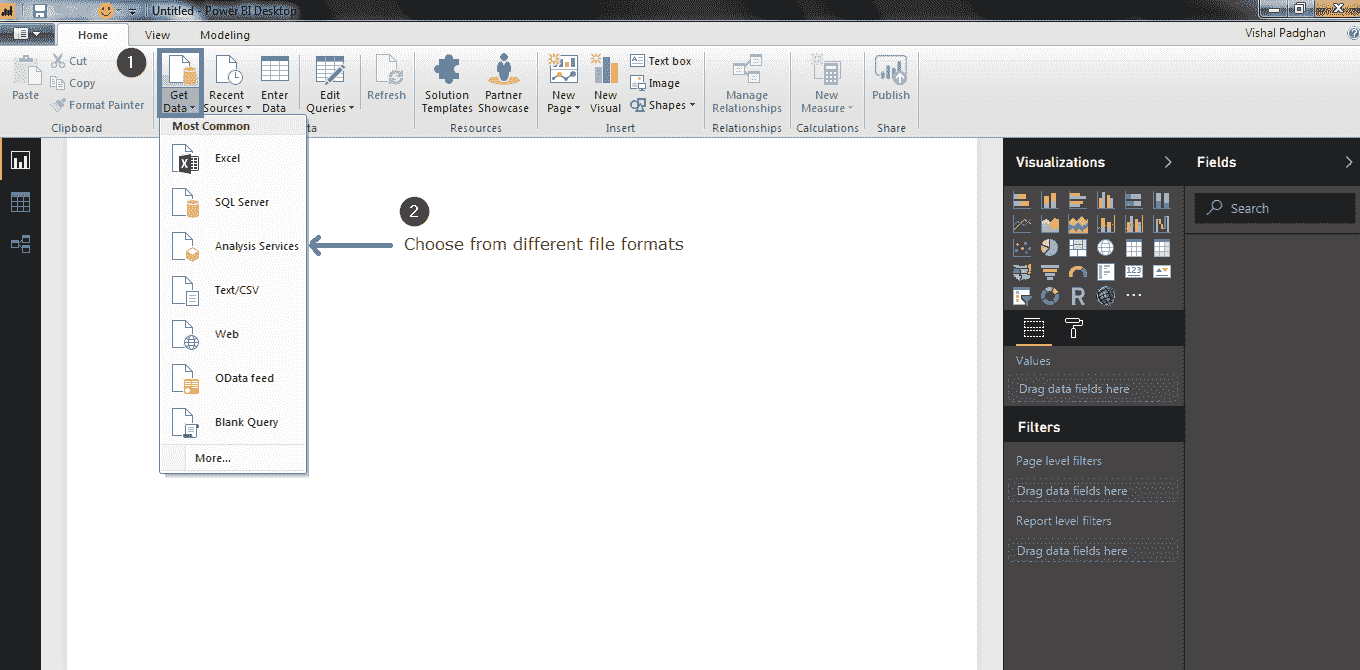 Untitled - Power BI Desktop
Home View Modeling
Vishal Padghan
Paste
Cut
Copy
Format Painter
Clipboard
1
Get Data
Recent Sources
Enter Data
Edit Queries
Refresh
ta
Solution Templates
Partner Showcase
Resources
New Page
New Visual
Text box
Image
Shapes
Insert
Manage Relationships
Relationships
New Measure
Calculations
Publish
Share
Most Common
Excel
SQL Server
Analysis Services
Text/CSV
Web
OData feed
Blank Query
More...
2
Choose from different file formats
Visualizations
123
R
...
Values
Drag data fields here
Filters
Page level filters
Drag data fields here
Report level filters
Drag data fields here
Fields
Search